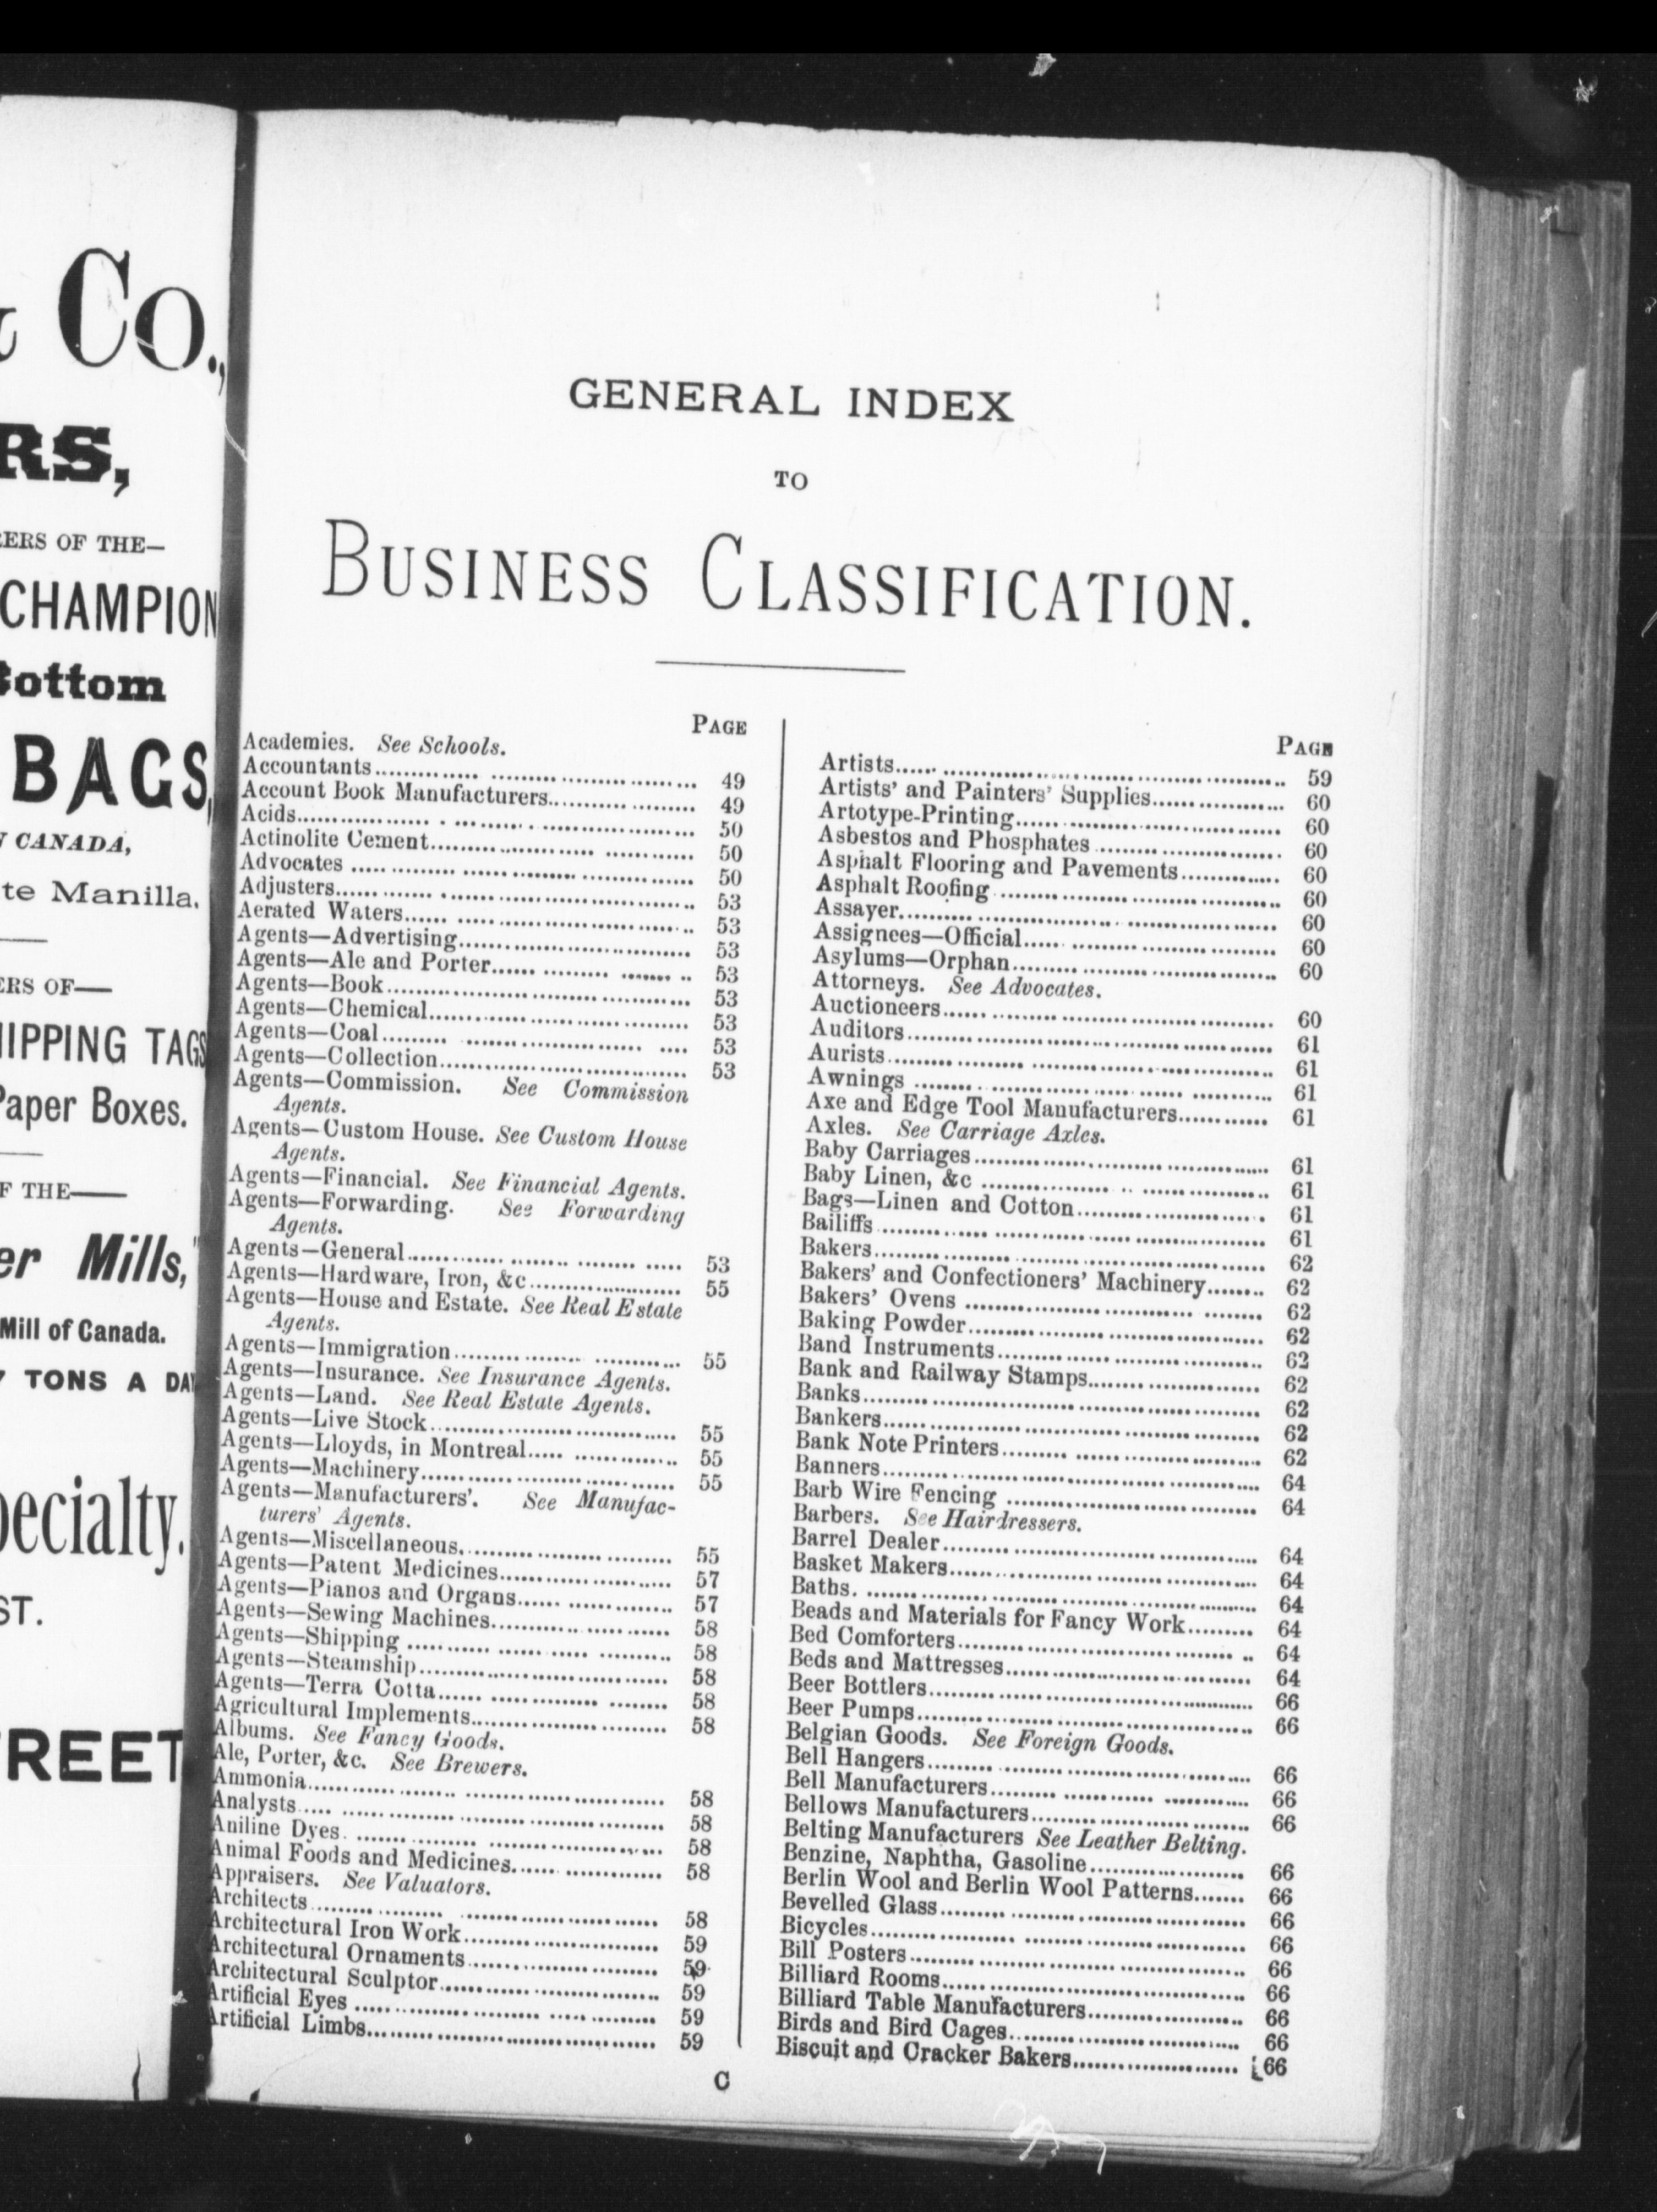 Co.,
RS,
ERS OF THE—
CHAMPION
Bottom
BAGS,
CANADA,
te Manilla.
ERS OF—
HIPPING TAGS
Paper Boxes.
F THE—
er Mills,"
Mill of Canada.
7 TONS A DAY
pecialty.
ST.
REET
GENERAL INDEX
TO
BUSINESS CLASSIFICATION.
PAGE
Academies. See Schools.
Accountants.................... 49
Account Book Manufacturers.................... 49
Acids.................... 50
Actinolite Cement.................... 50
Advocates .................... 50
Adjusters.................... 53
Aerated Waters.................... 53
Agents—Advertising.................... 53
Agents—Ale and Porter.................... 53
Agents—Book.................... 53
Agents—Chemical.................... 53
Agents—Coal.................... 53
Agents—Collection.................... 53
Agents—Commission. See Commission
Agents.
Agents—Custom House. See Custom House
Agents.
Agents—Financial. See Financial Agents.
Agents—Forwarding. See Forwarding
Agents.
Agents—General.................... 53
Agents—Hardware, Iron, &c.................... 55
Agents—House and Estate. See Real Estate
Agents.
Agents—Immigration.................... 55
Agents—Insurance. See Insurance Agents.
Agents—Land. See Real Estate Agents.
Agents—Live Stock.................... 55
Agents—Lloyds, in Montreal.................... 55
Agents—Machinery.................... 55
Agents—Manufacturers'. See Manufac-
turers' Agents.
Agents—Miscellaneous.................... 55
Agents—Patent Medicines.................... 57
Agents—Pianos and Organs.................... 57
Agents—Sewing Machines.................... 58
Agents—Shipping .................... 58
Agents—Steamship.................... 58
Agents—Terra Cotta.................... 58
Agricultural Implements.................... 58
Albums. See Fancy Goods.
Ale, Porter, &c. See Brewers.
Ammonia.................... 58
Analysts.................... 58
Aniline Dyes.................... 58
Animal Foods and Medicines.................... 58
Appraisers. See Valuators.
Architects.................... 58
Architectural Iron Work.................... 59
Architectural Ornaments.................... 59
Architectural Sculptor.................... 59
Artificial Eyes .................... 59
Artificial Limbs.................... 59
PAGE
Artists.................... 59
Artists' and Painters' Supplies.................... 60
Artotype-Printing.................... 60
Asbestos and Phosphates .................... 60
Asphalt Flooring and Pavements.................... 60
Asphalt Roofing .................... 60
Assayer.................... 60
Assignees—Official.................... 60
Asylums—Orphan.................... 60
Attorneys. See Advocates.
Auctioneers.................... 60
Auditors.................... 61
Aurists.................... 61
Awnings .................... 61
Axe and Edge Tool Manufacturers.................... 61
Axles. See Carriage Axles.
Baby Carriages.................... 61
Baby Linen, &c .................... 61
Bags—Linen and Cotton.................... 61
Bailiffs.................... 61
Bakers.................... 62
Bakers' and Confectioners' Machinery.................... 62
Bakers' Ovens .................... 62
Baking Powder.................... 62
Band Instruments.................... 62
Bank and Railway Stamps.................... 62
Banks.................... 62
Bankers.................... 62
Bank Note Printers.................... 62
Banners.................... 64
Barb Wire Fencing .................... 64
Barbers. See Hairdressers.
Barrel Dealer.................... 64
Basket Makers.................... 64
Baths. .................... 64
Beads and Materials for Fancy Work.................... 64
Bed Comforters.................... 64
Beds and Mattresses.................... 64
Beer Bottlers.................... 66
Beer Pumps.................... 66
Belgian Goods. See Foreign Goods.
Bell Hangers.................... 66
Bell Manufacturers.................... 66
Bellows Manufacturers.................... 66
Belting Manufacturers See Leather Belting.
Benzine, Naphtha, Gasoline.................... 66
Berlin Wool and Berlin Wool Patterns.................... 66
Bevelled Glass.................... 66
Bicycles.................... 66
Bill Posters.................... 66
Billiard Rooms.................... 66
Billiard Table Manufacturers.................... 66
Birds and Bird Cages.................... 66
Biscuit and Cracker Bakers.................... 66
C